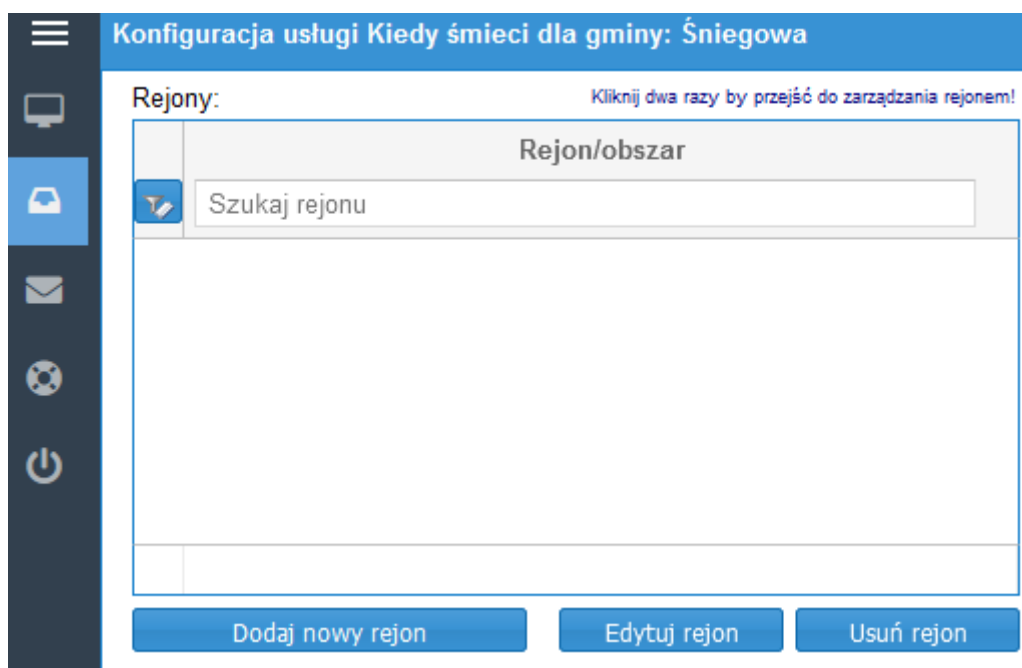 Konfiguracja usługi Kiedy śmieci dla gminy: Śniegowa
Rejony: Kliknij dwa razy by przejść do zarządzania rejonem!
Rejon/obszar
Szukaj rejonu
Dodaj nowy rejon Edytuj rejon Usuń rejon